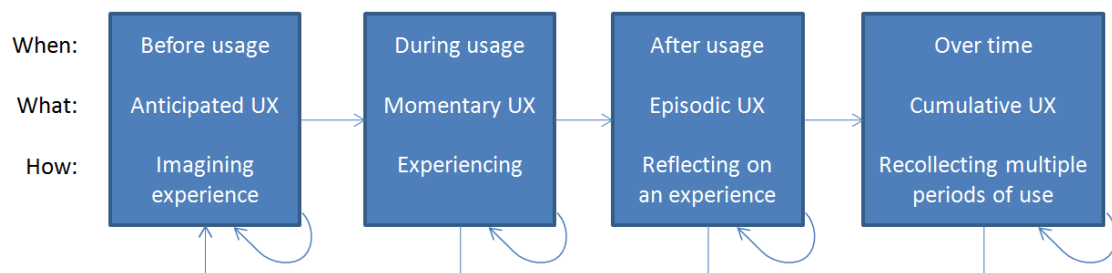 When: Before usage During usage After usage Over time
What: Anticipated UX Momentary UX Episodic UX Cumulative UX
How: Imagining Experiencing Reflecting on Recollecting multiple
experience an experience periods of use